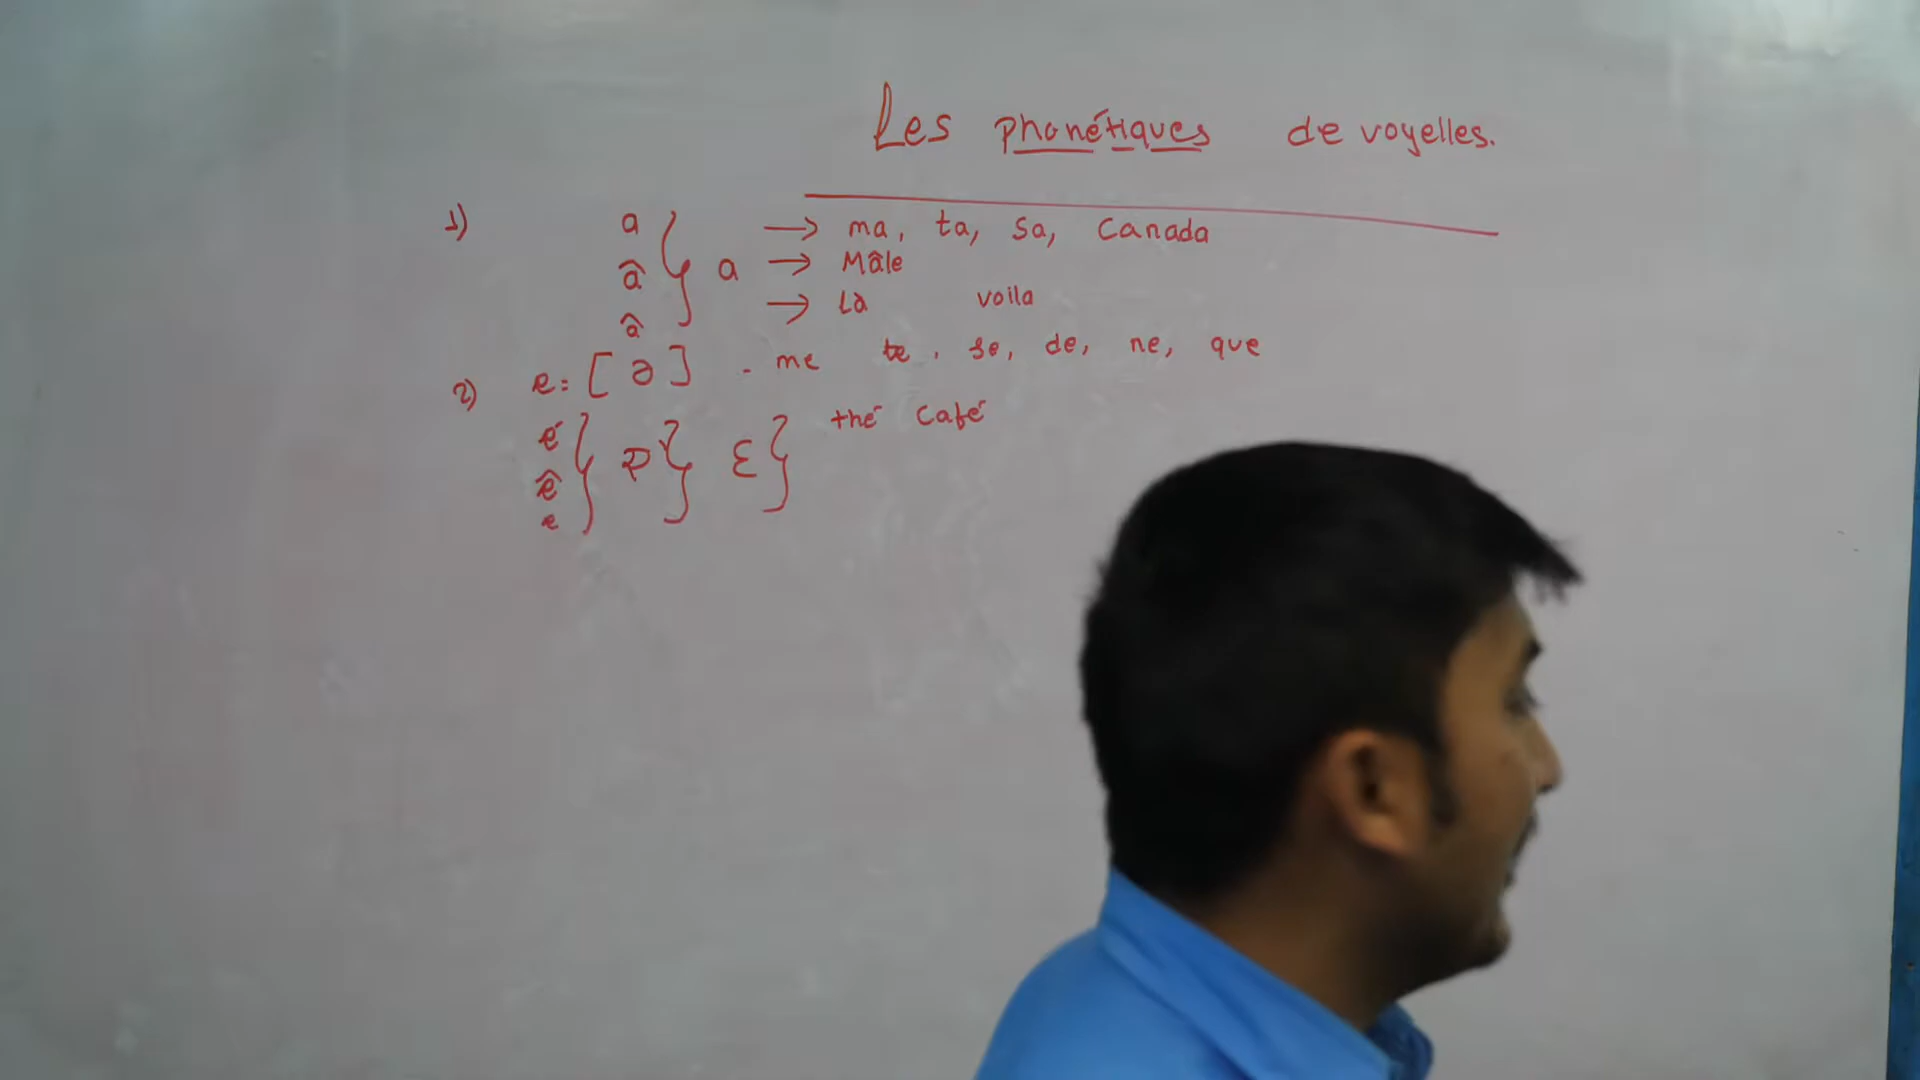 Les phonétiques de voyelles.
1) a } a → ma, ta, sa, Canada
â → Mâle
â → Là voila
2) e = [ə] - me te, se, de, ne, que
é } } ε } thé Café
ê
e